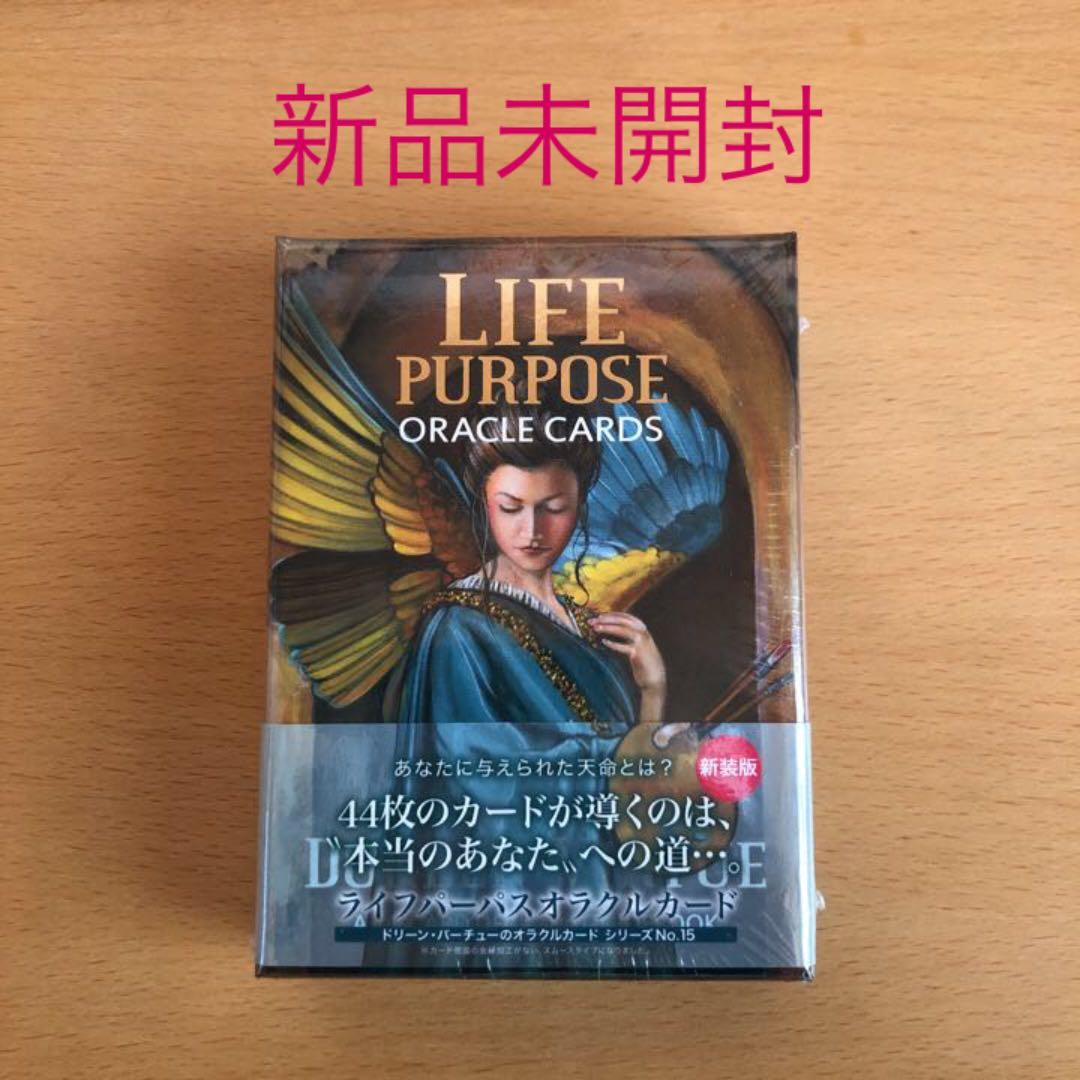 新品未開封
LIFE
PURPOSE
ORACLE CARDS
あなたに与えられた天命とは？
新装版
44枚のカードが導くのは、
〝本当のあなた〟への道…。
ライフパーパスオラクルカード
ドリーン・バーチューのオラクルカード シリーズ No.15